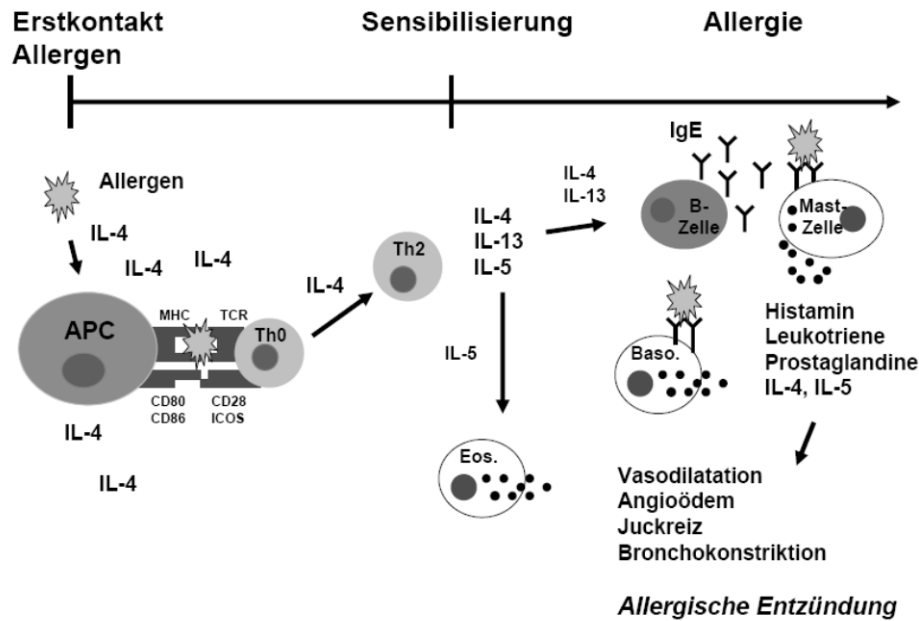 Erstkontakt
Allergen
Sensibilisierung
Allergie
Allergen
IL-4
IL-4
IL-4
APC
MHC
TCR
Th0
CD80
CD86
CD28
ICOS
IL-4
IL-4
IL-4
Th2
IL-4
IL-13
IL-5
IL-5
Eos.
IL-4
IL-13
IgE
B-
Zelle
Mast-
Zelle
Baso.
Histamin
Leukotriene
Prostaglandine
IL-4, IL-5
Vasodilatation
Angioödem
Juckreiz
Bronchokonstriktion
Allergische Entzündung